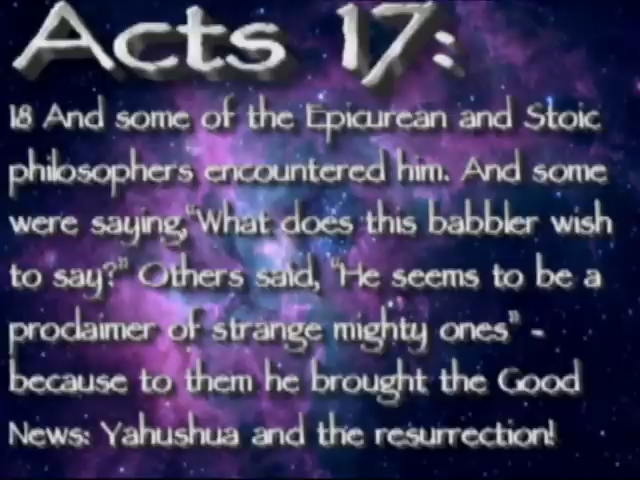 Acts 17:
18 And some of the Epicurean and Stoic
philosophers encountered him. And some
were saying,"What does this babbler wish
to say?" Others said, "He seems to be a
proclaimer of strange mighty ones" -
because to them he brought the Good
News: Yahushua and the resurrection!